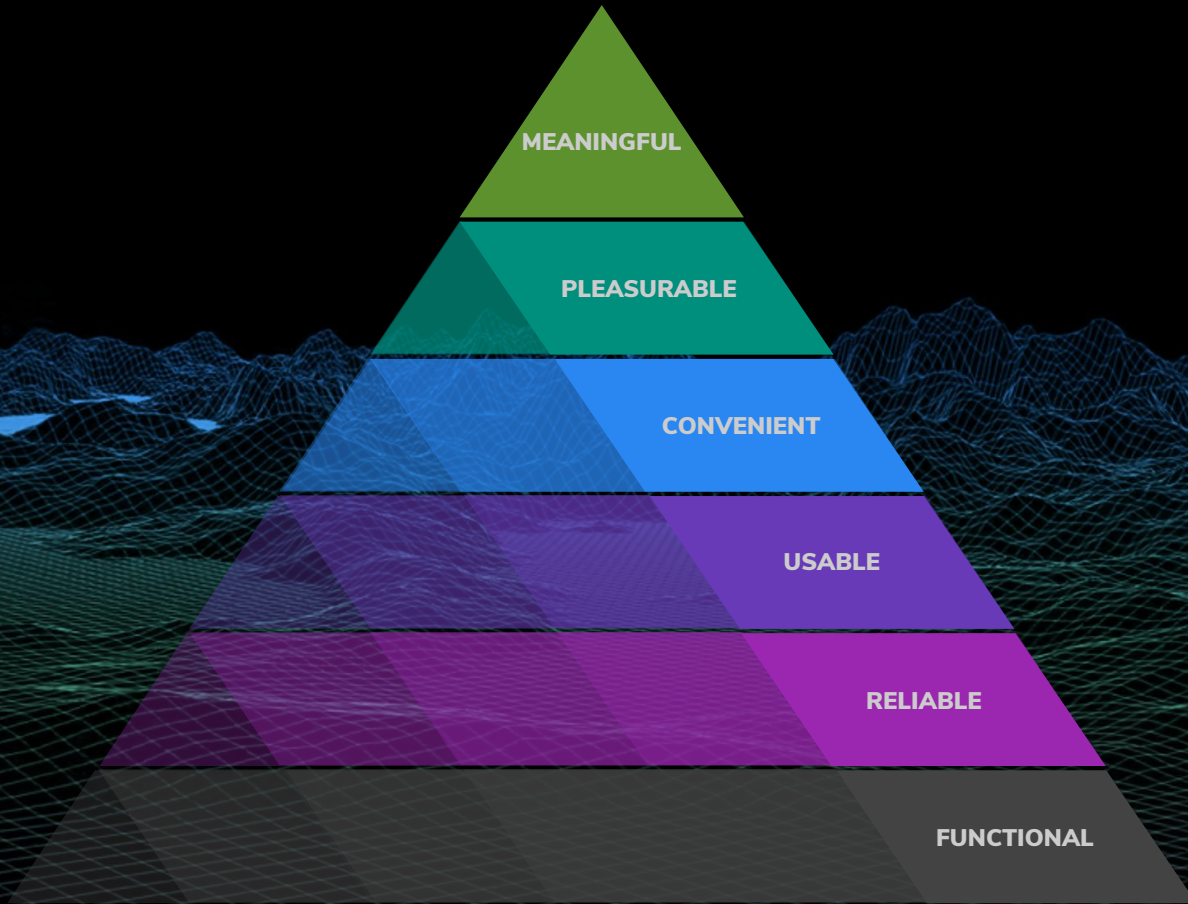 MEANINGFUL
PLEASURABLE
CONVENIENT
USABLE
RELIABLE
FUNCTIONAL